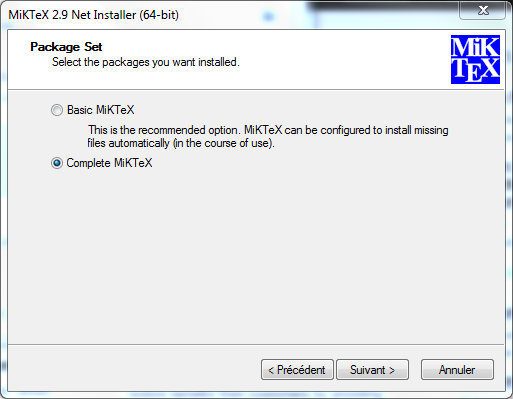 MiKTeX 2.9 Net Installer (64-bit)
Package Set
Select the packages you want installed.
MiK
TEX
Basic MiKTeX
This is the recommended option. MiKTeX can be configured to install missing
files automatically (in the course of use).
Complete MiKTeX
< Précédent
Suivant >
Annuler